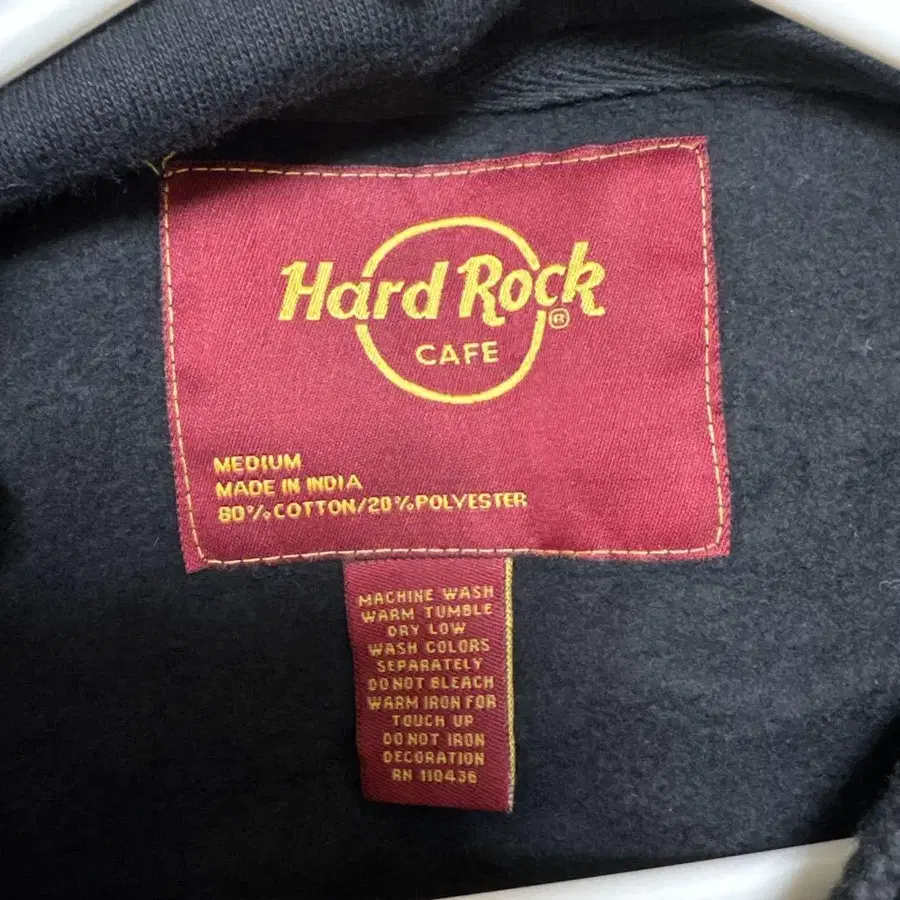 Hard Rock ®
CAFE
MEDIUM
MADE IN INDIA
80% COTTON/20% POLYESTER
MACHINE WASH
WARM TUMBLE
DRY LOW
WASH COLORS
SEPARATELY
DO NOT BLEACH
WARM IRON FOR
TOUCH UP
DO NOT IRON
DECORATION
RN 110436